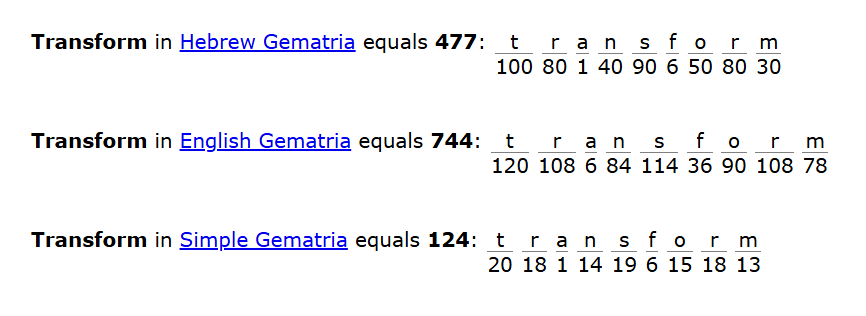 Transform in Hebrew Gematria equals 477: t r a n s f o r m
100 80 1 40 90 6 50 80 30
Transform in English Gematria equals 744: t r a n s f o r m
120 108 6 84 114 36 90 108 78
Transform in Simple Gematria equals 124: t r a n s f o r m
20 18 1 14 19 6 15 18 13